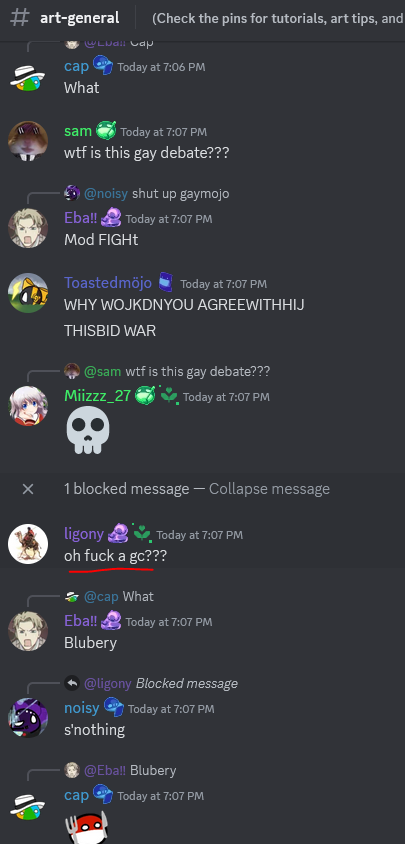 # art-general (Check the pins for tutorials, art tips, and
@Eba!! Cap
cap Today at 7:06 PM
What
sam Today at 7:07 PM
wtf is this gay debate???
@noisy shut up gaymojo
Eba!! Today at 7:07 PM
Mod FIGHt
Toastedmöjo Today at 7:07 PM
WHY WOJKDNYOU AGREEWITHHIJ
THISBID WAR
@sam wtf is this gay debate???
Miizzz_27 Today at 7:07 PM
1 blocked message — Collapse message
ligony Today at 7:07 PM
oh fuck a gc???
@cap What
Eba!! Today at 7:07 PM
Blubery
@ligony Blocked message
noisy Today at 7:07 PM
s'nothing
@Eba!! Blubery
cap Today at 7:07 PM